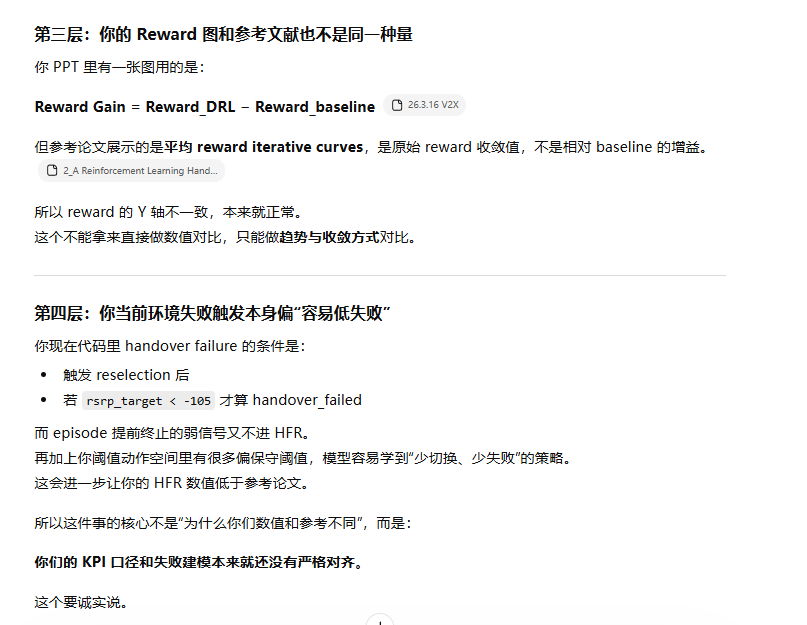 第三层：你的 Reward 图和参考文献也不是同一种量
你 PPT 里有一张图用的是：
Reward Gain = Reward_DRL − Reward_baseline 26.3.16 V2X
但参考论文展示的是平均 reward iterative curves，是原始 reward 收敛值，不是相对 baseline 的增益。
2_A Reinforcement Learning Hand...
所以 reward 的 Y 轴不一致，本来就正常。
这个不能拿来直接做数值对比，只能做趋势与收敛方式对比。
第四层：你当前环境失败触发本身偏“容易低失败”
你现在代码里 handover failure 的条件是：
• 触发 reselection 后
• 若 rsrp_target < -105 才算 handover_failed
而 episode 提前终止的弱信号又不进 HFR。
再加上你阈值动作空间里有很多偏保守阈值，模型容易学到“少切换、少失败”的策略。
这会进一步让你的 HFR 数值低于参考论文。
所以这件事的核心不是“为什么你们数值和参考不同”，而是：
你们的 KPI 口径和失败建模本来就还没有严格对齐。
这个要诚实说。